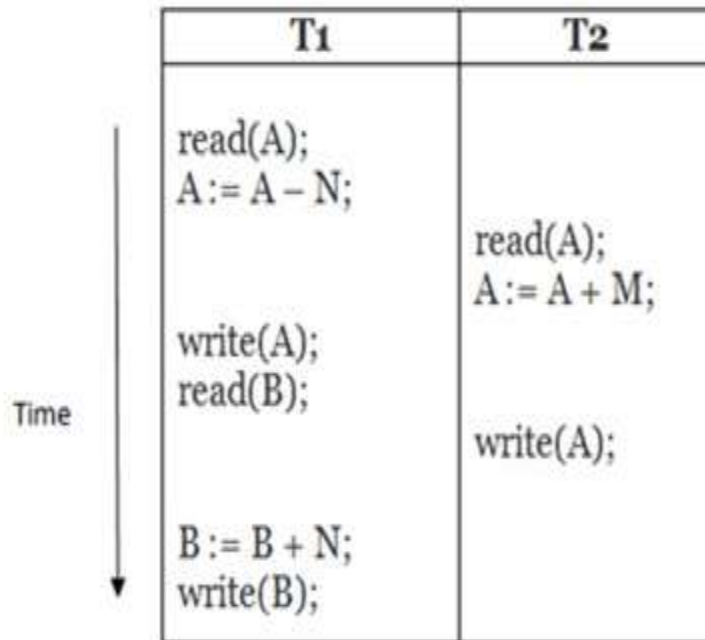 T1 T2
read(A);
A := A – N;
read(A);
A := A + M;
write(A);
read(B);
Time
write(A);
B := B + N;
write(B);